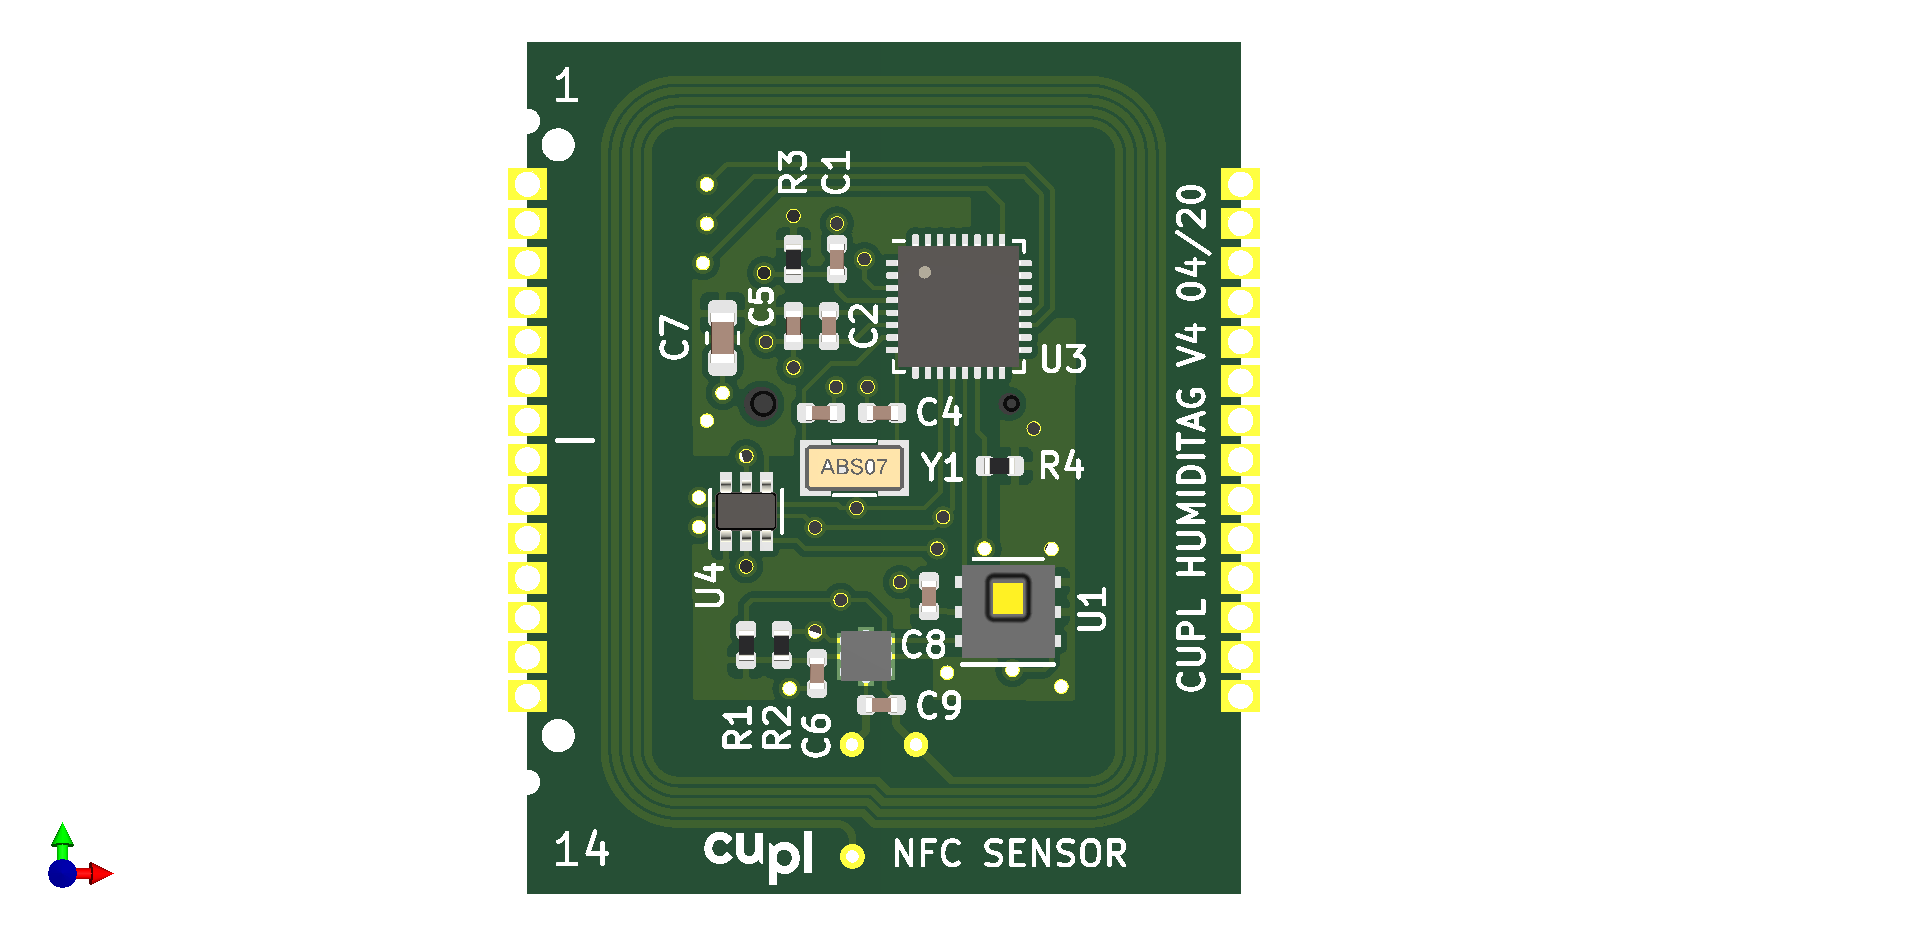 1
R3
C1
C5
C2
C7
U3
C4
ABS07
Y1
R4
U4
U1
C8
C9
R1
R2
C6
CUPL HUMIDITAG V4 04/20
14
cupl
NFC SENSOR